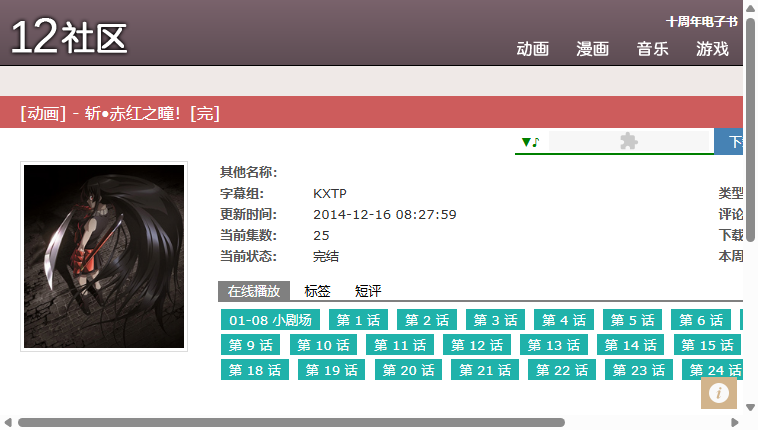 12社区
十周年电子书
动画 漫画 音乐 游戏
[动画] - 斩•赤红之瞳！[完]
▼♪
其他名称:
字幕组: KXTP 类型
更新时间: 2014-12-16 08:27:59 评论
当前集数: 25 下载
当前状态: 完结 本周
在线播放 标签 短评
01-08 小剧场 第 1 话 第 2 话 第 3 话 第 4 话 第 5 话 第 6 话
第 9 话 第 10 话 第 11 话 第 12 话 第 13 话 第 14 话 第 15 话
第 18 话 第 19 话 第 20 话 第 21 话 第 22 话 第 23 话 第 24 话